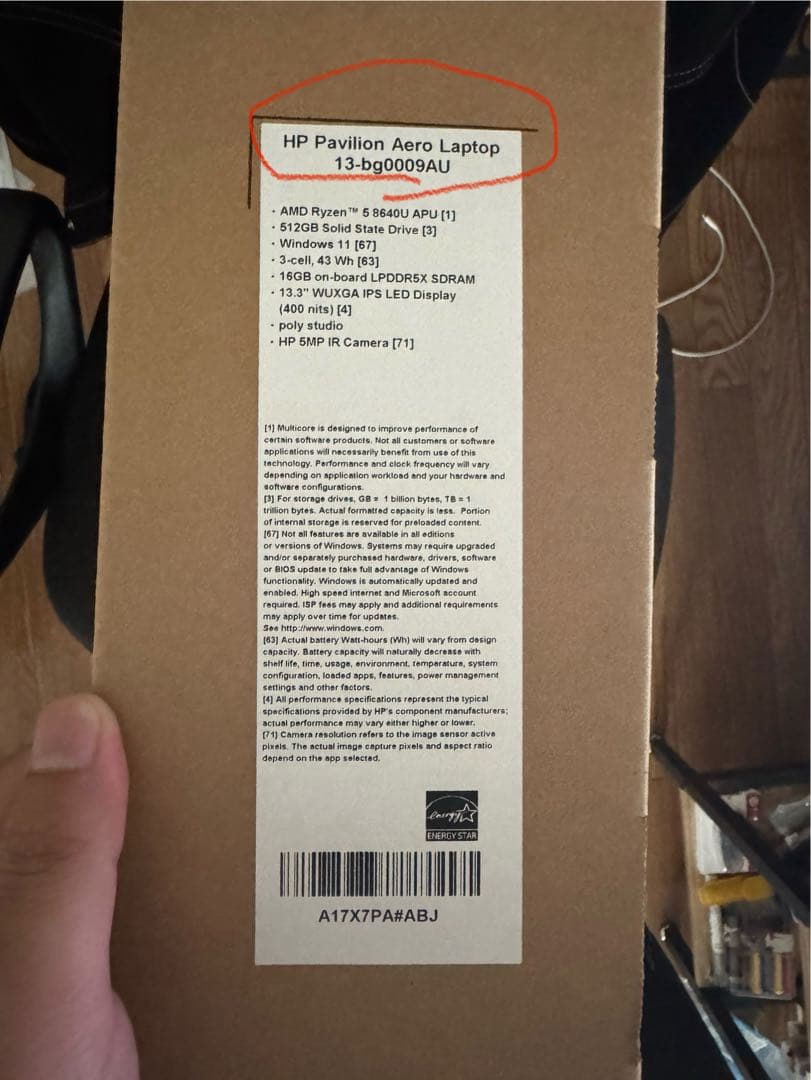 HP Pavilion Aero Laptop
13-bg0009AU
· AMD Ryzen™ 5 8640U APU [1]
· 512GB Solid State Drive [3]
· Windows 11 [67]
· 3-cell, 43 Wh [63]
· 16GB on-board LPDDR5X SDRAM
· 13.3" WUXGA IPS LED Display
(400 nits) [4]
· poly studio
· HP 5MP IR Camera [71]
[1] Multicore is designed to improve performance of
certain software products. Not all customers or software
applications will necessarily benefit from use of this
technology. Performance and clock frequency will vary
depending on application workload and your hardware and
software configurations.
[3] For storage drives, GB = 1 billion bytes, TB = 1
trillion bytes. Actual formatted capacity is less. Portion
of internal storage is reserved for preloaded content.
[67] Not all features are available in all editions
or versions of Windows. Systems may require upgraded
and/or separately purchased hardware, drivers, software
or BIOS update to take full advantage of Windows
functionality. Windows is automatically updated and
enabled. High speed internet and Microsoft account
required. ISP fees may apply and additional requirements
may apply over time for updates.
See http://www.windows.com.
[63] Actual battery Watt-hours (Wh) will vary from design
capacity. Battery capacity will naturally decrease with
shelf life, time, usage, environment, temperature, system
configuration, loaded apps, features, power management
settings and other factors.
[4] All performance specifications represent the typical
specifications provided by HP's component manufacturers;
actual performance may vary either higher or lower.
[71] Camera resolution refers to the image sensor active
pixels. The actual image capture pixels and aspect ratio
depend on the app selected.
energy
ENERGY STAR
A17X7PA#ABJ